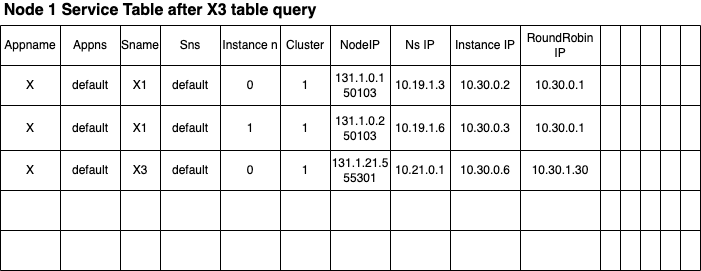 Node 1 Service Table after X3 table query
Appname Appns Sname Sns Instance n Cluster NodeIP Ns IP Instance IP RoundRobin IP
X default X1 default 0 1 131.1.0.1 50103 10.19.1.3 10.30.0.2 10.30.0.1
X default X1 default 1 1 131.1.0.2 50103 10.19.1.6 10.30.0.3 10.30.0.1
X default X3 default 0 1 131.1.21.5 55301 10.21.0.1 10.30.0.6 10.30.1.30